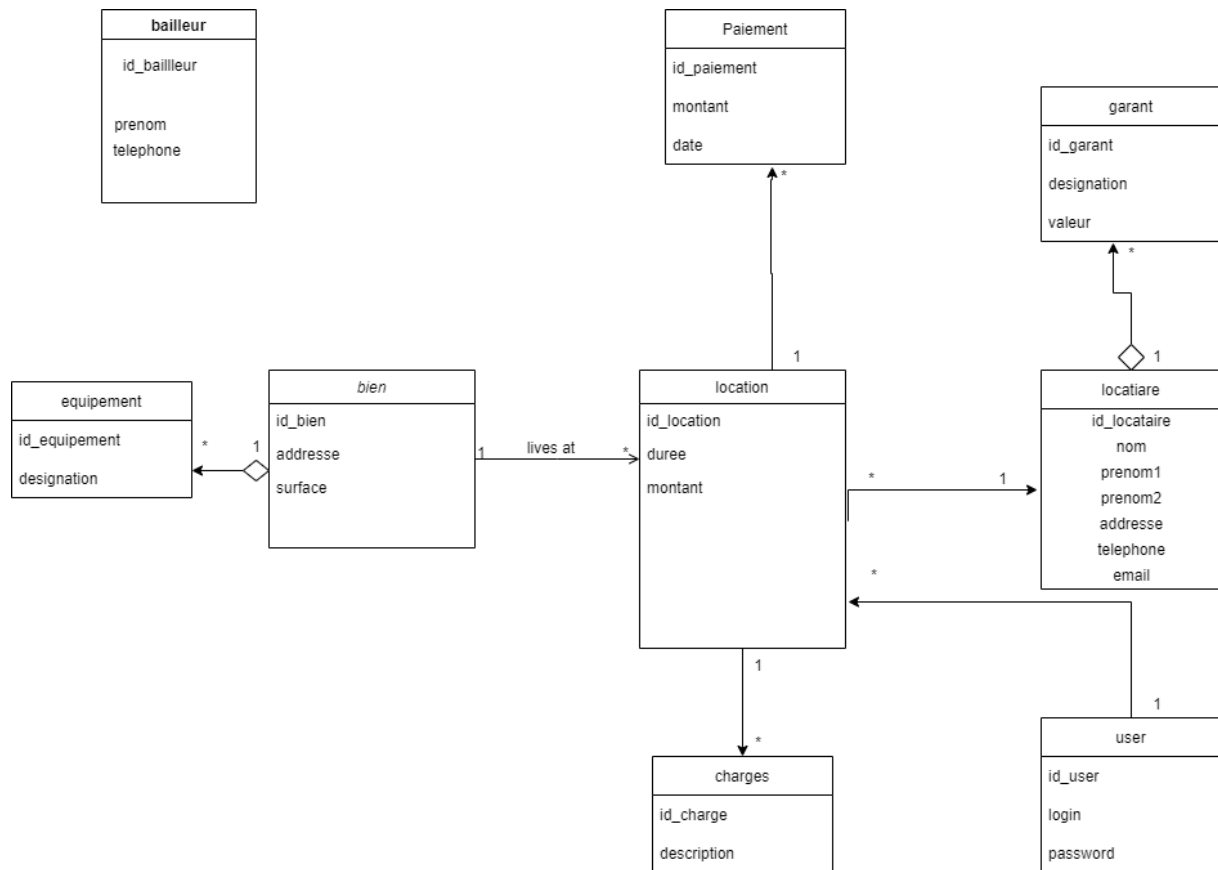 bailleur
id_baillleur
prenom
telephone
Paiement
id_paiement
montant
date
*
1
garant
id_garant
designation
valeur
*
1
equipement
id_equipement
designation
*
1
bien
id_bien
addresse
surface
1
lives at
*
location
id_location
duree
montant
*
1
locatiare
id_locataire
nom
prenom1
prenom2
addresse
telephone
email
*
1
1
*
charges
id_charge
description
user
id_user
login
password